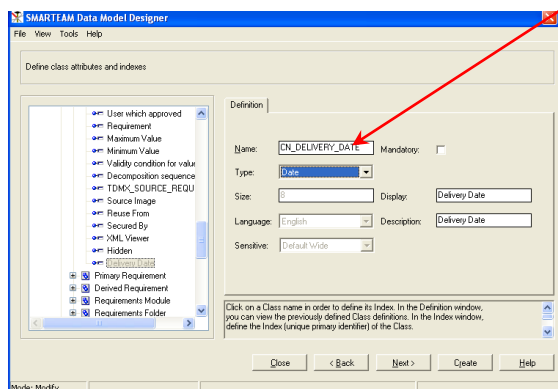 SMARTEAM Data Model Designer
File View Tools Help
Define class attributes and indexes
User which approved
Requirement
Maximum Value
Minimum Value
Validity condition for value
Decomposition sequence
TDMX_SOURCE_REQU
Source Image
Reuse From
Secured By
XML Viewer
Hidden
Delivery Date
Primary Requirement
Derived Requirement
Requirements Module
Requirements Folder
Definition
Name: CN_DELIVERY_DATE Mandatory:
Type: Date
Size: 8 Display: Delivery Date
Language: English Description: Delivery Date
Sensitive: Default Wide
Click on a Class name in order to define its Index. In the Definition window,
you can view the previously defined Class definitions. In the Index window,
define the Index (unique primary identifier) of the Class.
Close < Back Next > Create Help
Mode: Modify